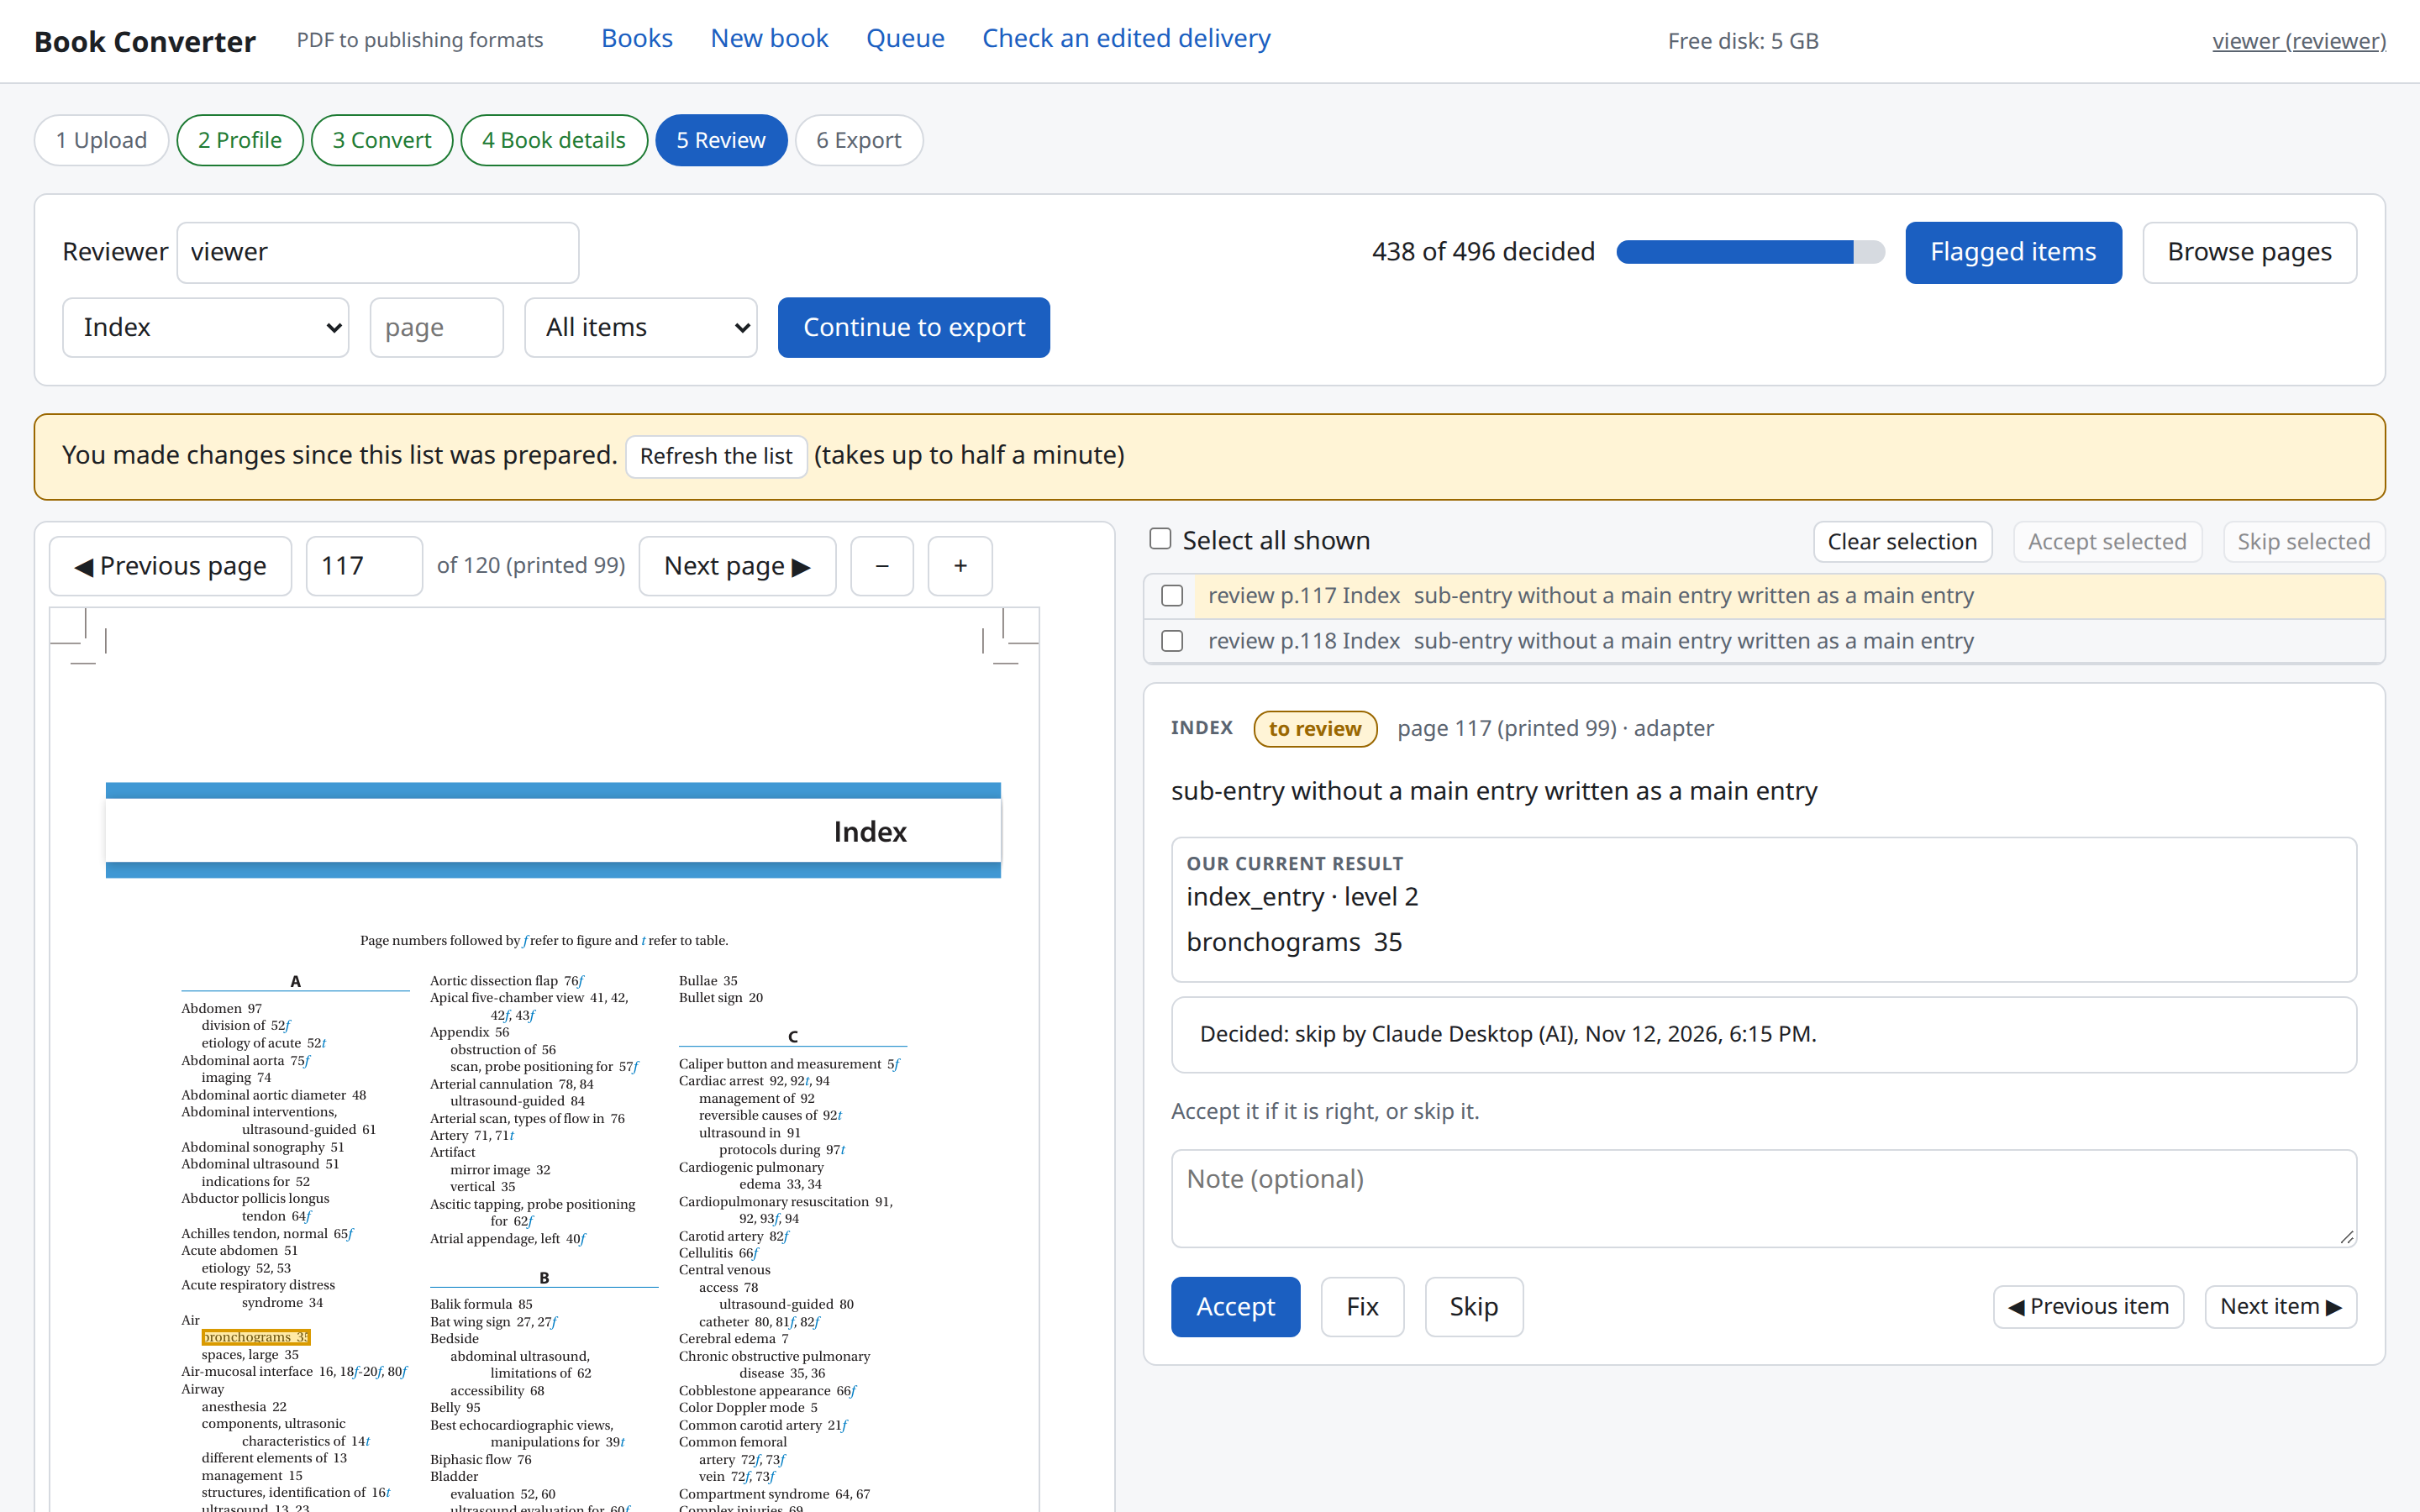 Book Converter PDF to publishing formats Books New book Queue Check an edited delivery Free disk: 5 GB viewer (reviewer)
1 Upload 2 Profile 3 Convert 4 Book details 5 Review 6 Export
Reviewer viewer 438 of 496 decided Flagged items Browse pages
Index page All items Continue to export
You made changes since this list was prepared. Refresh the list (takes up to half a minute)
◀ Previous page 117 of 120 (printed 99) Next page ▶ − +
Index
Page numbers followed by f refer to figure and t refer to table.
A
Abdomen 97
division of 52f
etiology of acute 52t
Abdominal aorta 75f
imaging 74
Abdominal aortic diameter 48
Abdominal interventions,
ultrasound-guided 61
Abdominal sonography 51
Abdominal ultrasound 51
indications for 52
Abductor pollicis longus
tendon 64f
Achilles tendon, normal 65f
Acute abdomen 51
etiology 52, 53
Acute respiratory distress
syndrome 34
Air
bronchograms 35
spaces, large 35
Air-mucosal interface 16, 18f-20f, 80f
Airway
anesthesia 22
components, ultrasonic
characteristics of 14t
different elements of 13
management 15
structures, identification of 16t
ultrasound 13, 23
Aortic dissection flap 76f
Apical five-chamber view 41, 42,
42f, 43f
Appendix 56
obstruction of 56
scan, probe positioning for 57f
Arterial cannulation 78, 84
ultrasound-guided 84
Arterial scan, types of flow in 76
Artery 71, 71t
Artifact
mirror image 32
vertical 35
Ascitic tapping, probe positioning
for 62f
Atrial appendage, left 40f
B
Balik formula 85
Bat wing sign 27, 27f
Bedside
abdominal ultrasound,
limitations of 62
accessibility 68
Belly 95
Best echocardiographic views,
manipulations for 39t
Biphasic flow 76
Bladder
evaluation 52, 60
ultrasound evaluation for 60f
Bullae 35
Bullet sign 20
C
Caliper button and measurement 5f
Cardiac arrest 92, 92t, 94
management of 92
reversible causes of 92t
ultrasound in 91
protocols during 97t
Cardiogenic pulmonary
edema 33, 34
Cardiopulmonary resuscitation 91,
92, 93f, 94
Carotid artery 82f
Cellulitis 66f
Central venous
access 78
ultrasound-guided 80
catheter 80, 81f, 82f
Cerebral edema 7
Chronic obstructive pulmonary
disease 35, 36
Cobblestone appearance 66f
Color Doppler mode 5
Common carotid artery 21f
Common femoral
artery 72f, 73f
vein 72f, 73f
Compartment syndrome 64, 67
Complex injuries 69
Select all shown Clear selection Accept selected Skip selected
review p.117 Index sub-entry without a main entry written as a main entry
review p.118 Index sub-entry without a main entry written as a main entry
INDEX to review page 117 (printed 99) · adapter
sub-entry without a main entry written as a main entry
OUR CURRENT RESULT
index_entry · level 2
bronchograms 35
Decided: skip by Claude Desktop (AI), Nov 12, 2026, 6:15 PM.
Accept it if it is right, or skip it.
Note (optional)
Accept Fix Skip ◀ Previous item Next item ▶